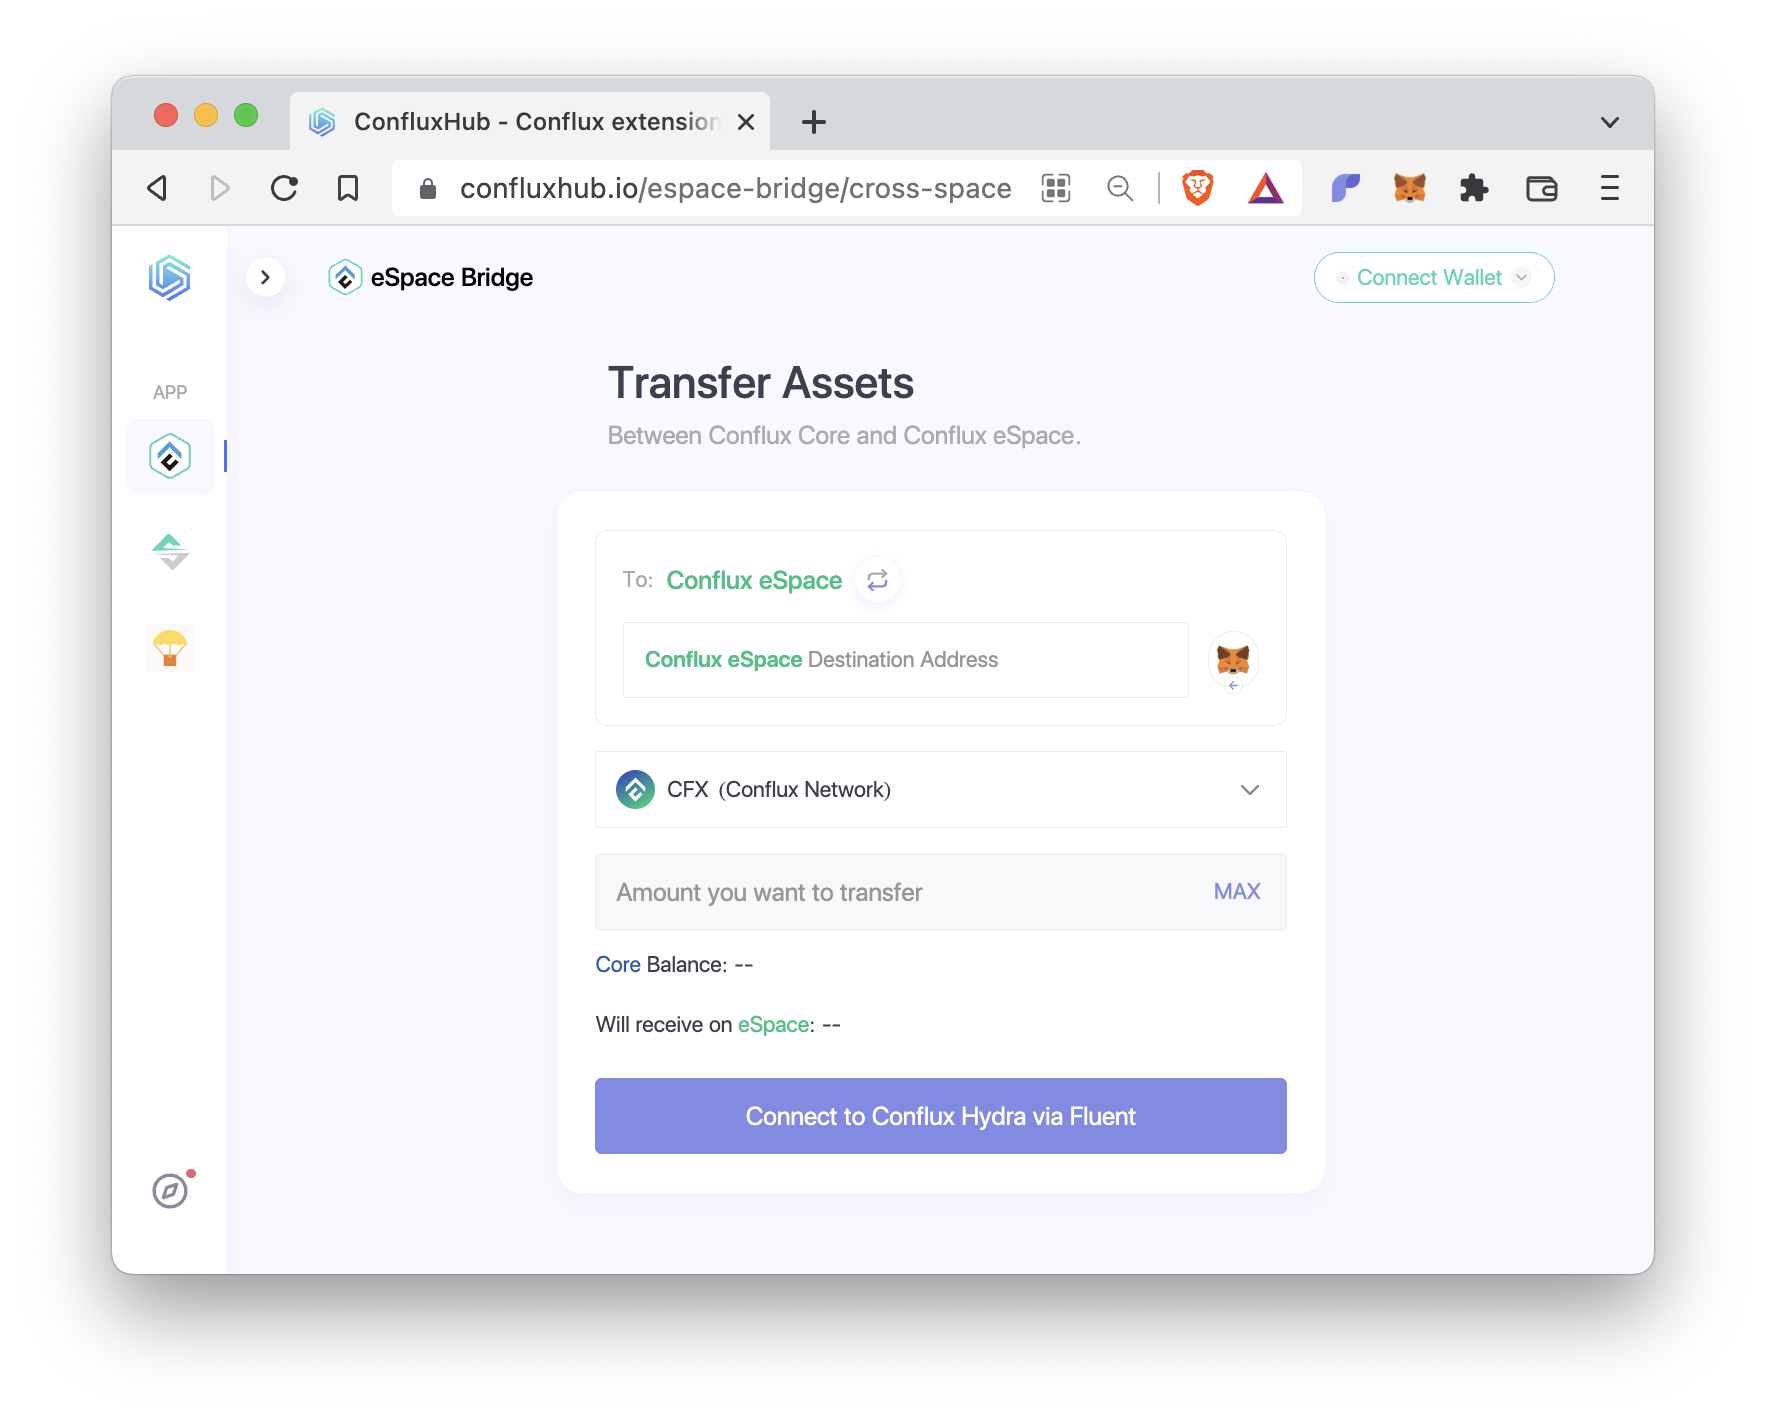 ConfluxHub - Conflux extension
confluxhub.io/espace-bridge/cross-space
eSpace Bridge
Connect Wallet
APP
Transfer Assets
Between Conflux Core and Conflux eSpace.
To: Conflux eSpace
Conflux eSpace Destination Address
CFX (Conflux Network)
Amount you want to transfer MAX
Core Balance: --
Will receive on eSpace: --
Connect to Conflux Hydra via Fluent